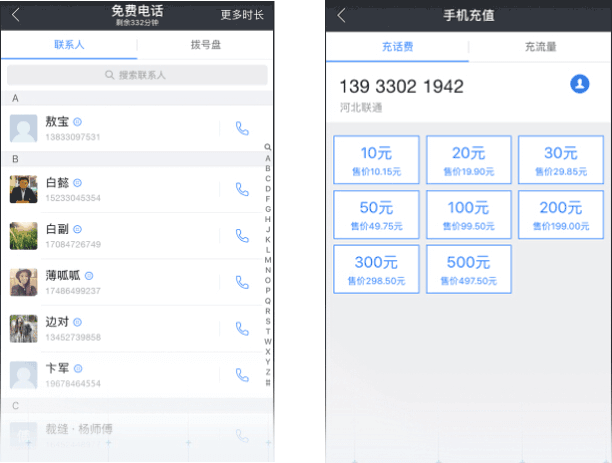 免费电话
剩余332分钟
更多时长
联系人
拨号盘
搜索联系人
A
敖宝
13833097531
B
白懿
15233045354
白副
17084726749
薄呱呱
17486499237
边对
13452739858
卞军
19676464554
C
裁缝·杨师傅
A
B
C
D
F
G
H
J
K
L
M
N
O
P
Q
R
S
T
W
X
Y
Z
#
手机充值
充话费
充流量
139 3302 1942
河北联通
10元
售价10.15元
20元
售价19.90元
30元
售价29.85元
50元
售价49.75元
100元
售价99.50元
200元
售价199.00元
300元
售价298.50元
500元
售价497.50元